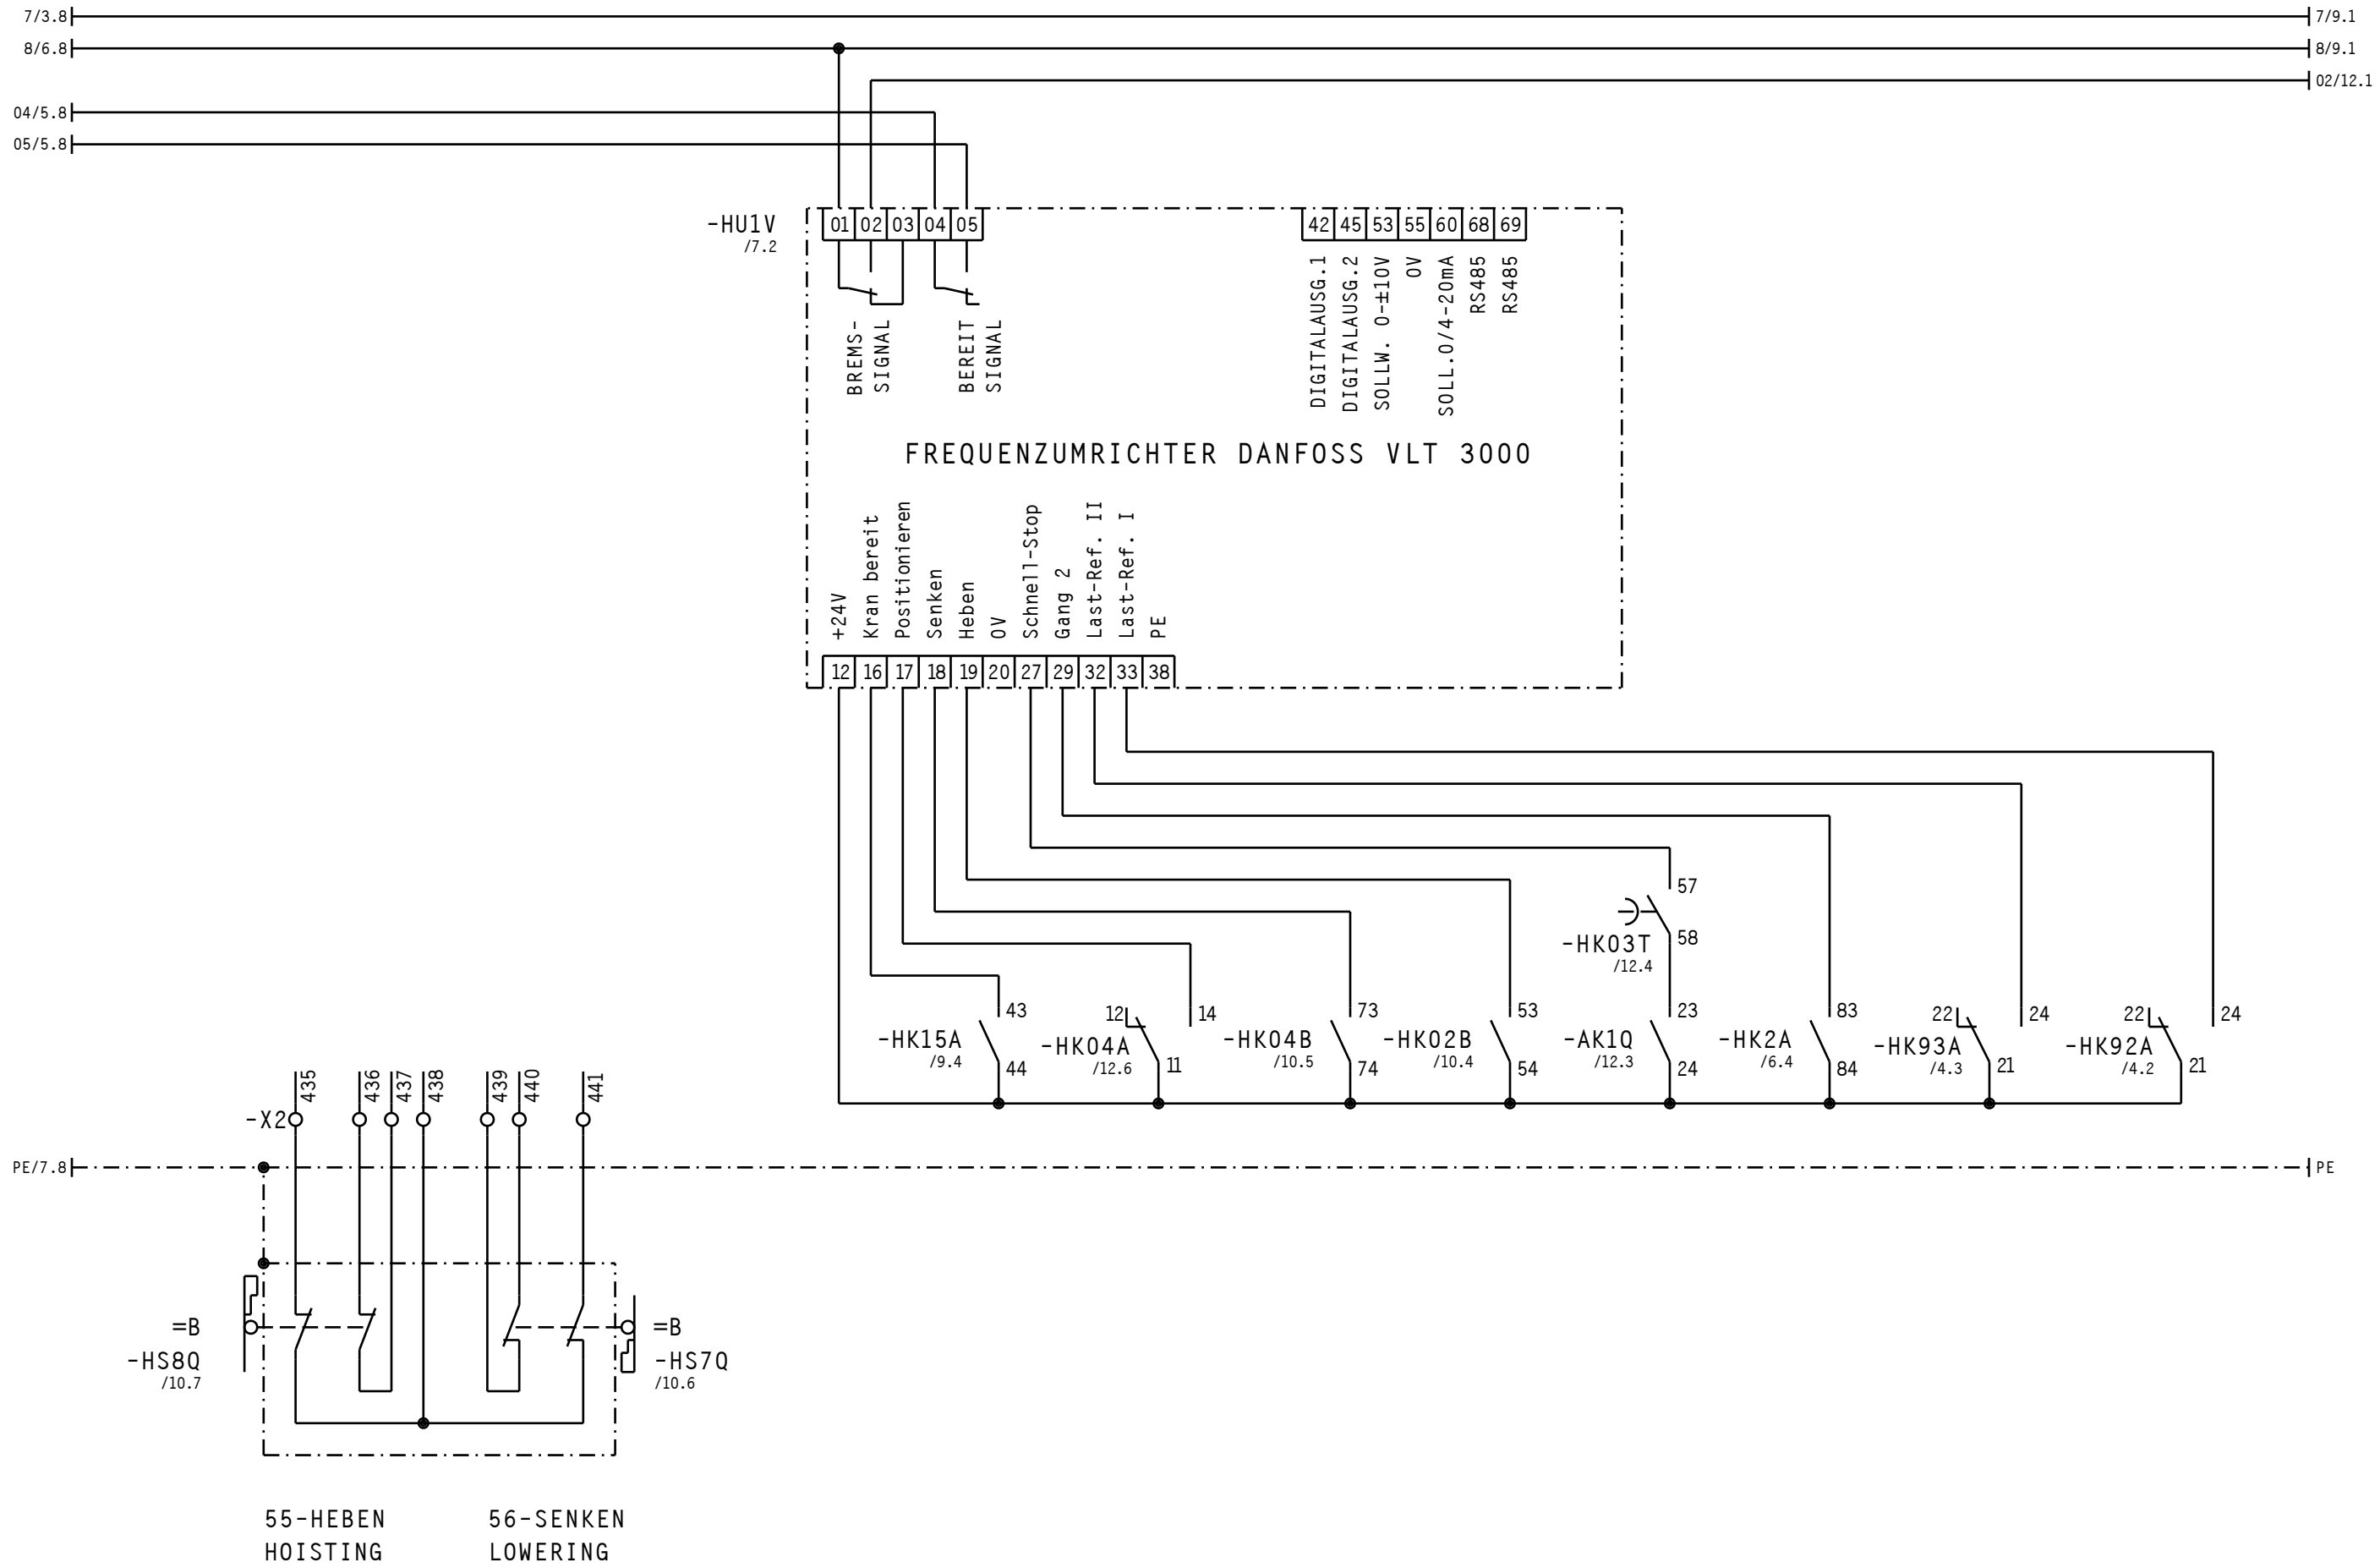 7/3.8
7/9.1
8/6.8
8/9.1
02/12.1
04/5.8
05/5.8
-HU1V
/7.2
01 02 03 04 05
42 45 53 55 60 68 69
BREMS-
SIGNAL
BEREIT
SIGNAL
DIGITALAUSG.1
DIGITALAUSG.2
SOLLW. 0-±10V
0V
SOLL.0/4-20mA
RS485
RS485
FREQUENZUMRICHTER DANFOSS VLT 3000
+24V
Kran bereit
Positionieren
Senken
Heben
0V
Schnell-Stop
Gang 2
Last-Ref. II
Last-Ref. I
PE
12 16 17 18 19 20 27 29 32 33 38
57
-HK03T
58
/12.4
43
-HK15A
/9.4
44
12
14
-HK04A
/12.6
11
73
-HK04B
/10.5
74
53
-HK02B
/10.4
54
23
-AK1Q
/12.3
24
83
-HK2A
/6.4
84
22
24
-HK93A
/4.3
21
22
24
-HK92A
/4.2
21
435
436
437
438
439
440
441
-X2
PE/7.8
PE
=B
-HS8Q
/10.7
=B
-HS7Q
/10.6
55-HEBEN
HOISTING
56-SENKEN
LOWERING